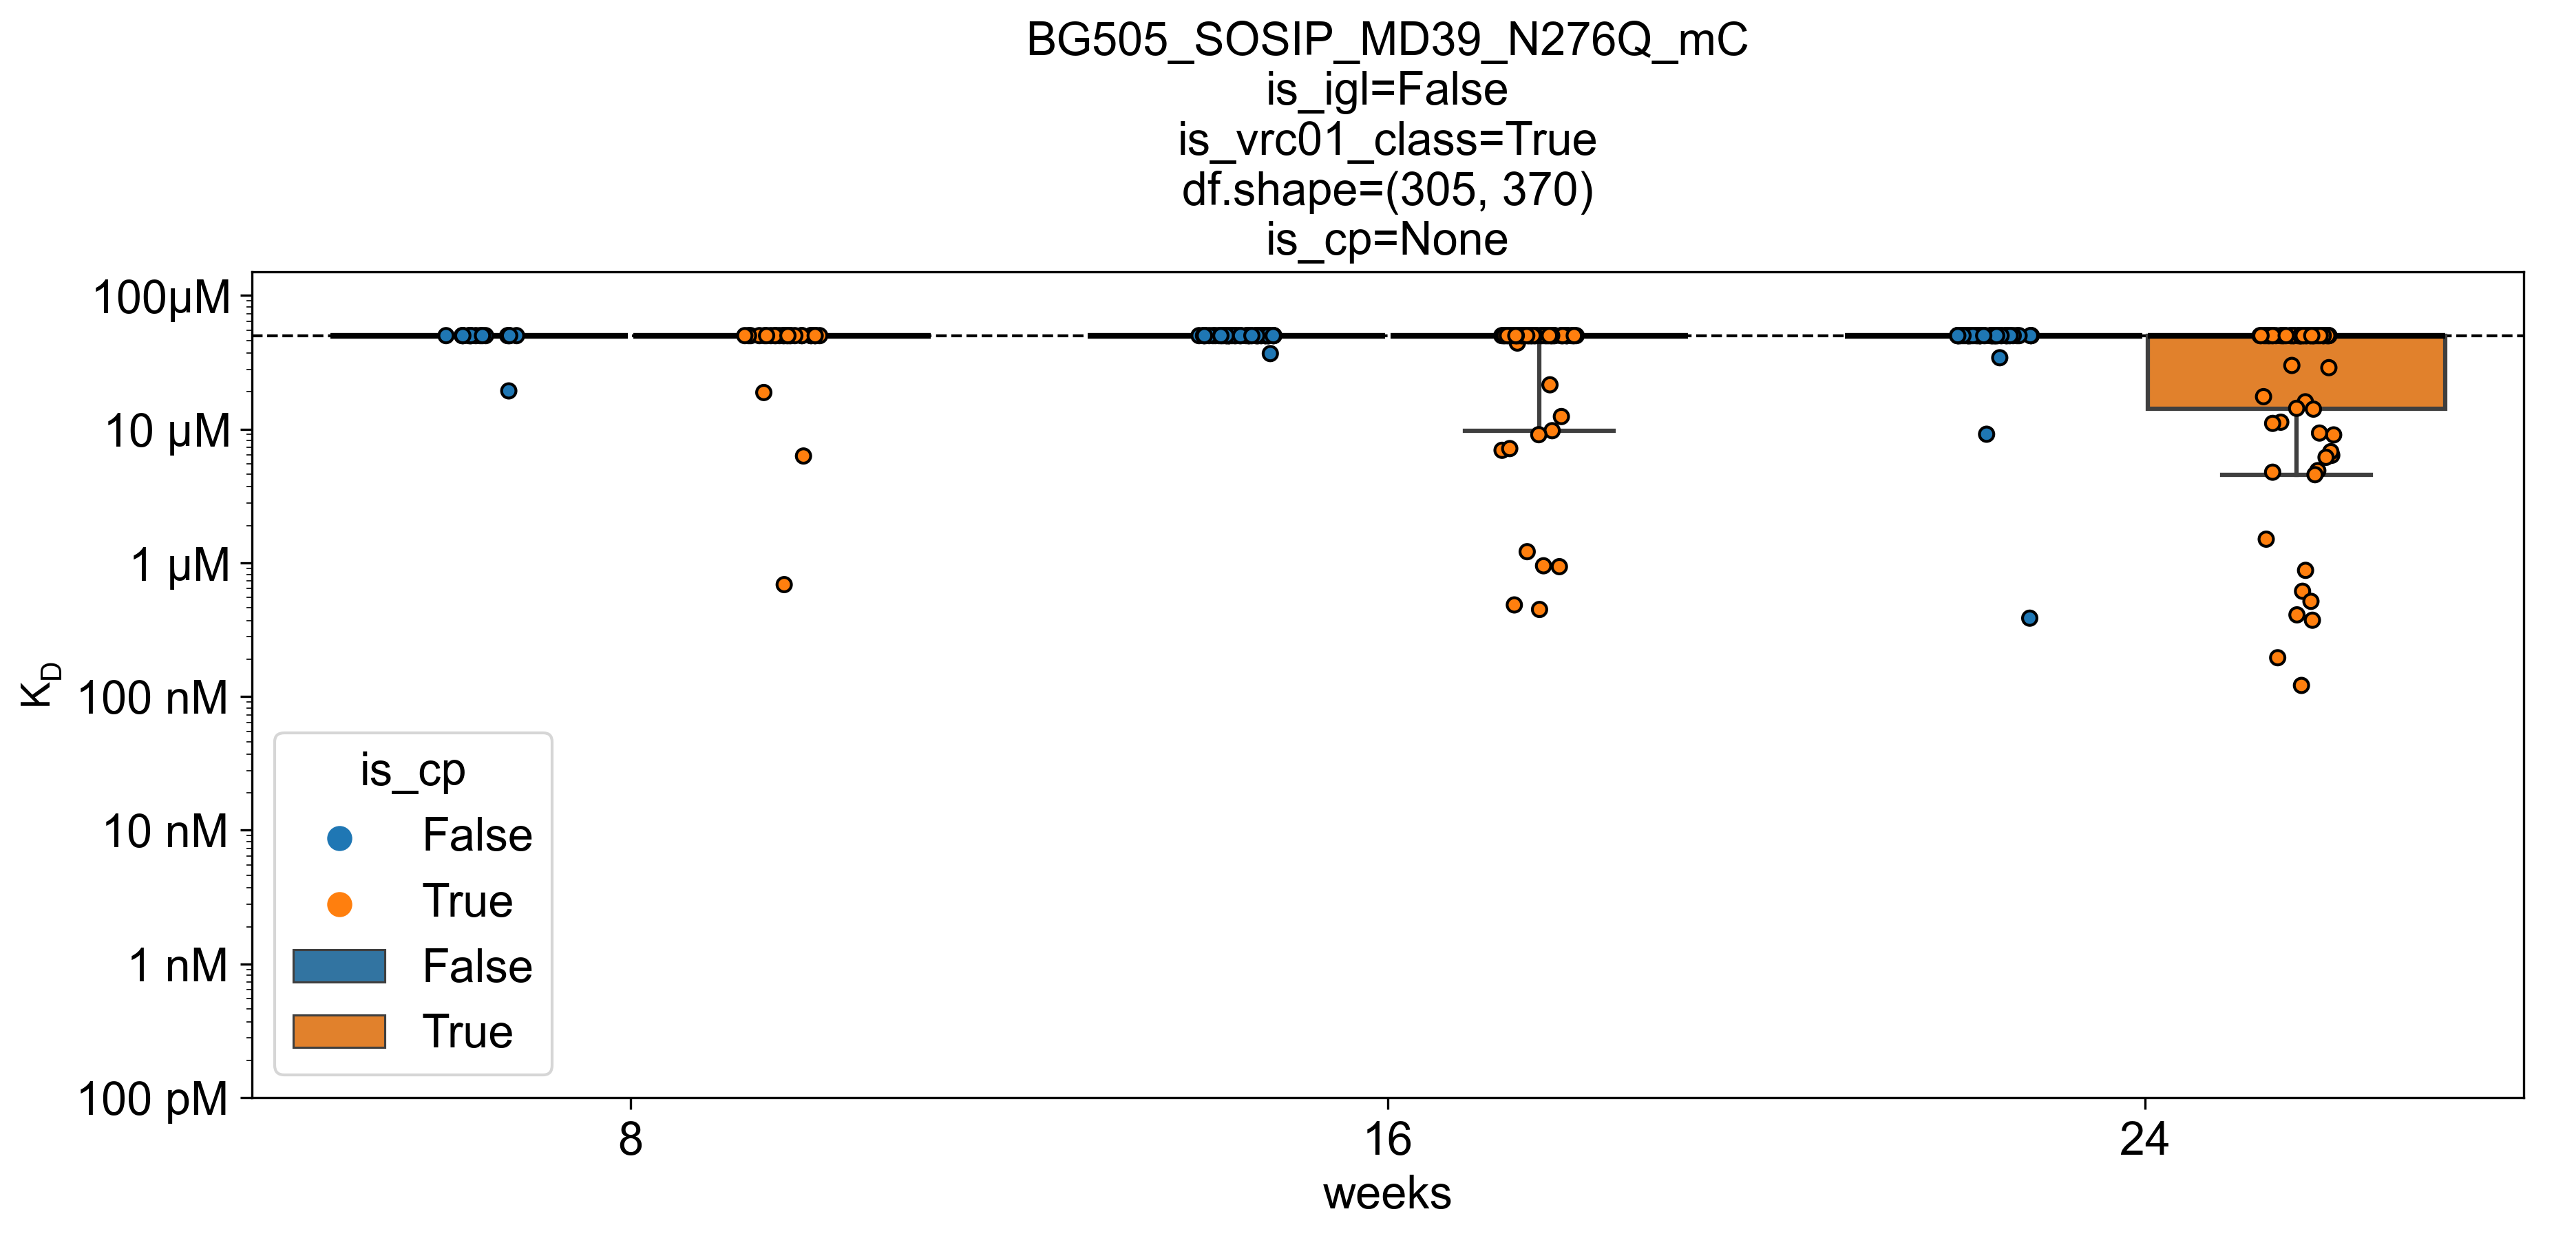 BG505_SOSIP_MD39_N276Q_mC
is_igl=False
is_vrc01_class=True
df.shape=(305, 370)
is_cp=None
100µM
10 µM
1 µM
100 nM
10 nM
1 nM
100 pM
KD
is_cp
False
True
False
True
8
16
24
weeks